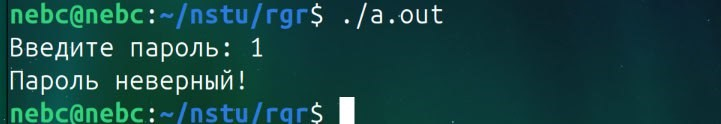 nebc@nebc:~/nstu/rgr$ ./a.out
Введите пароль: 1
Пароль неверный!
nebc@nebc:~/nstu/rgr$